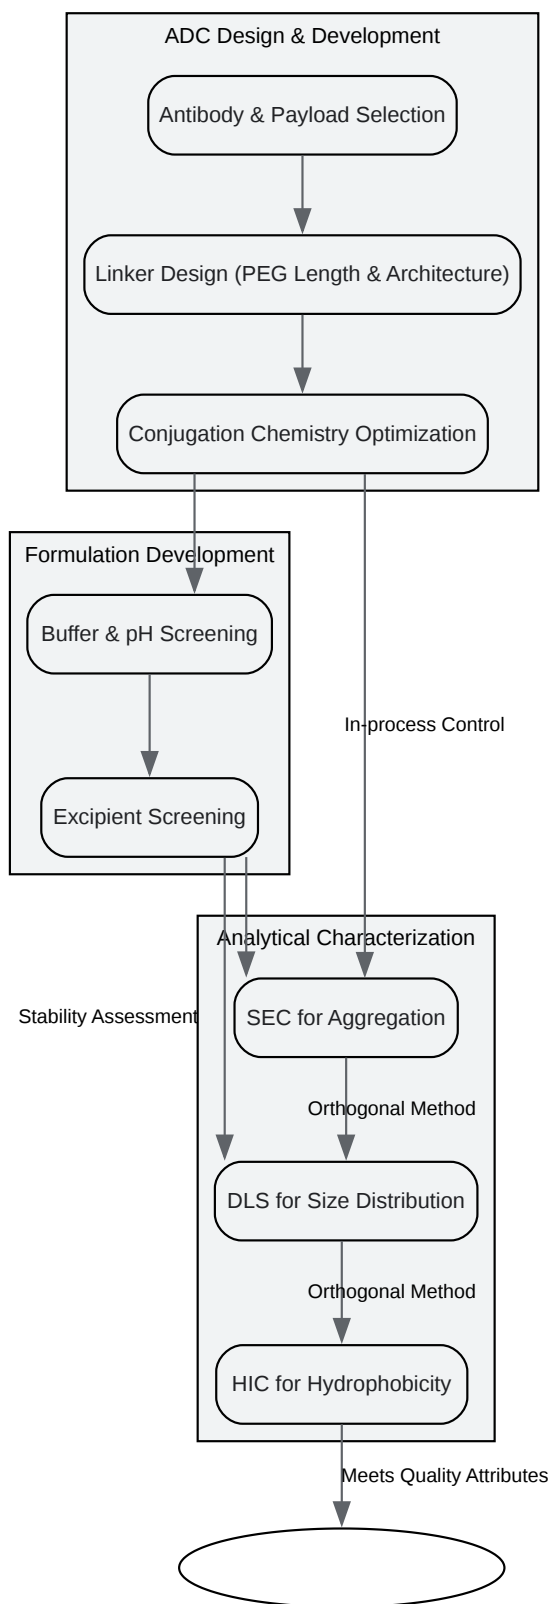 ADC Design & Development
Antibody & Payload Selection
Linker Design (PEG Length & Architecture)
Conjugation Chemistry Optimization
Formulation Development
Buffer & pH Screening
In-process Control
Excipient Screening
Analytical Characterization
SEC for Aggregation
Stability Assessment
Orthogonal Method
DLS for Size Distribution
Orthogonal Method
HIC for Hydrophobicity
Meets Quality Attributes